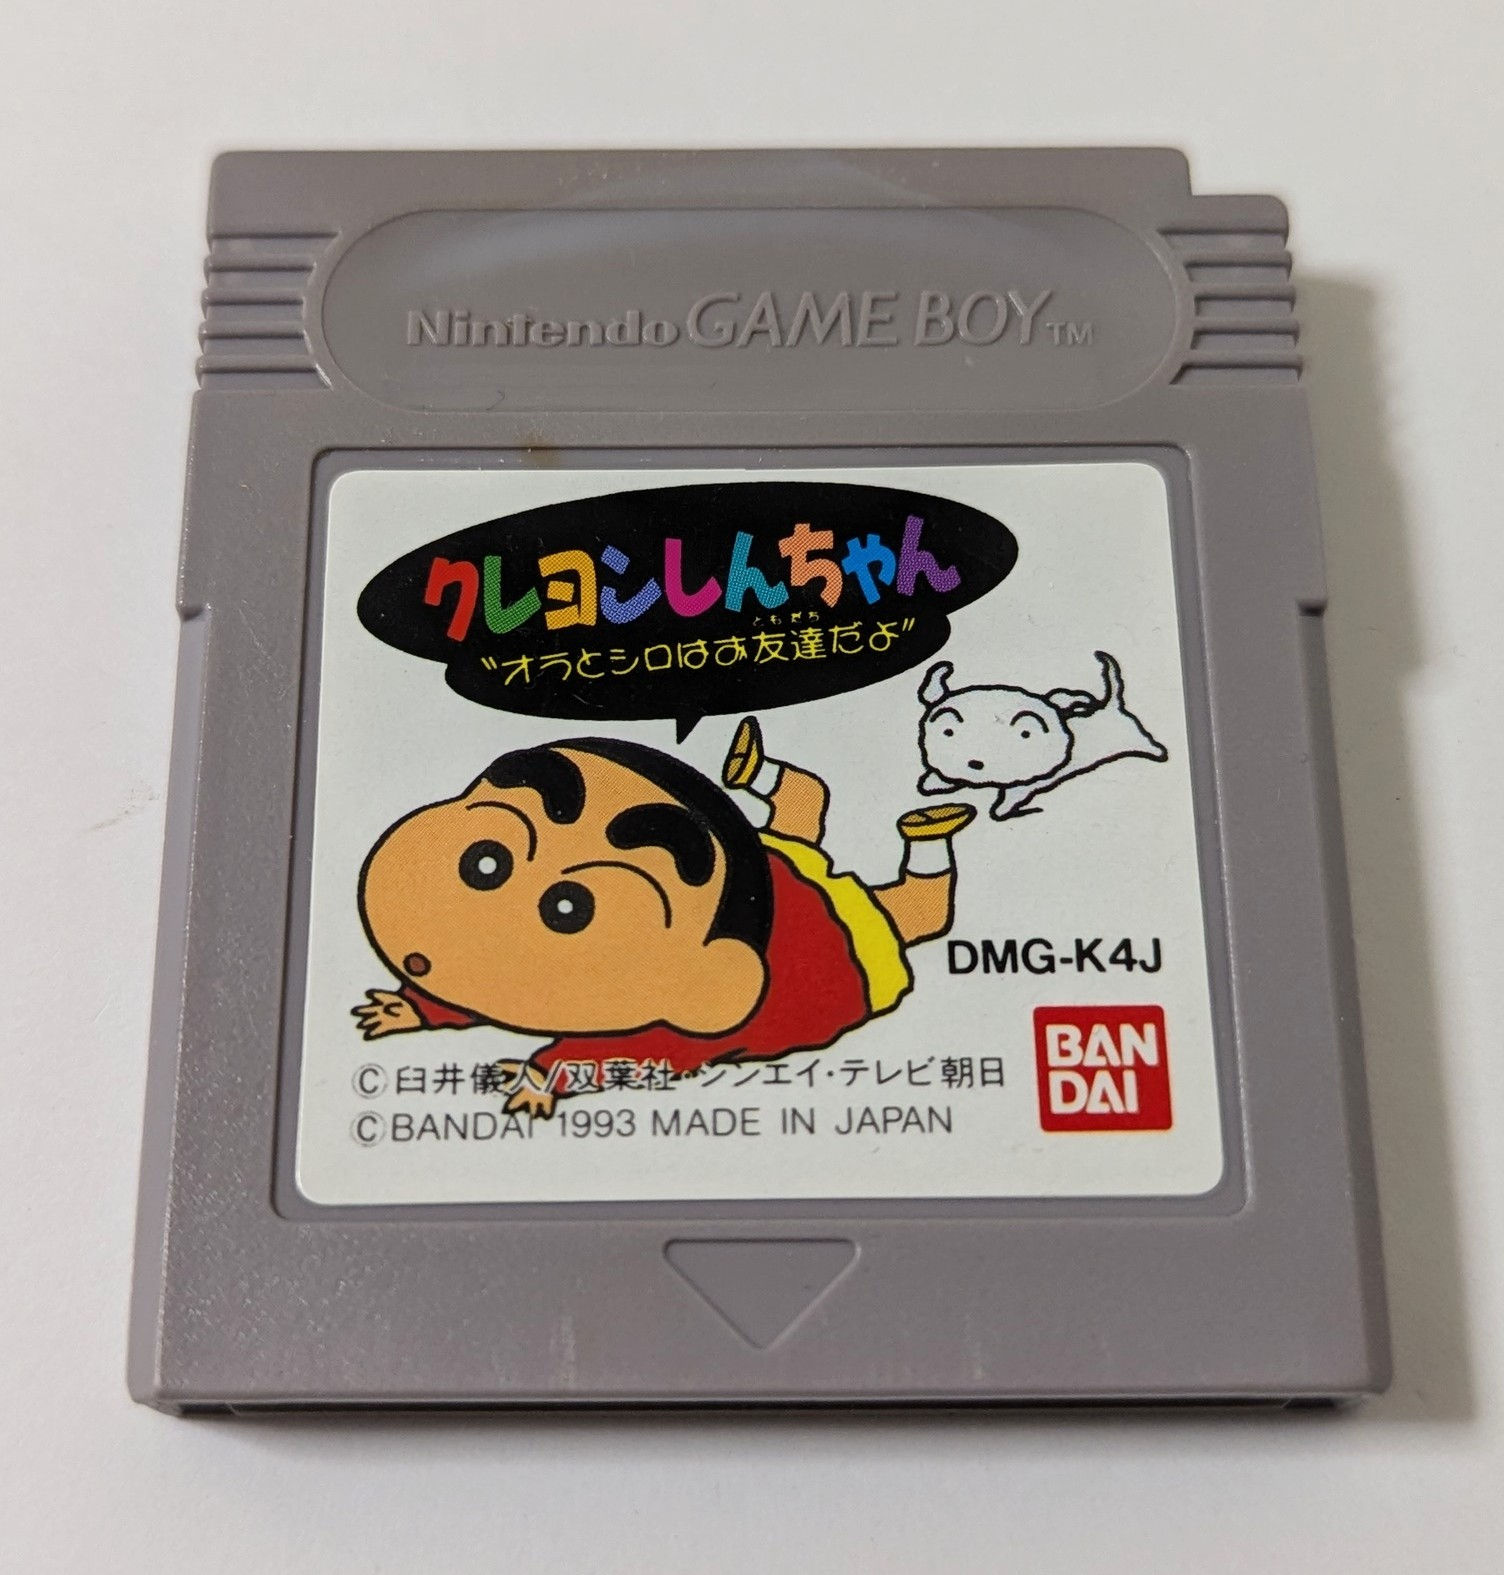 Nintendo GAME BOY™
クレヨンしんちゃん
ともだち
"オラとシロはお友達だよ"
DMG-K4J
BAN
DAI
©臼井儀人/双葉社・シンエイ・テレビ朝日
©BANDAI 1993 MADE IN JAPAN